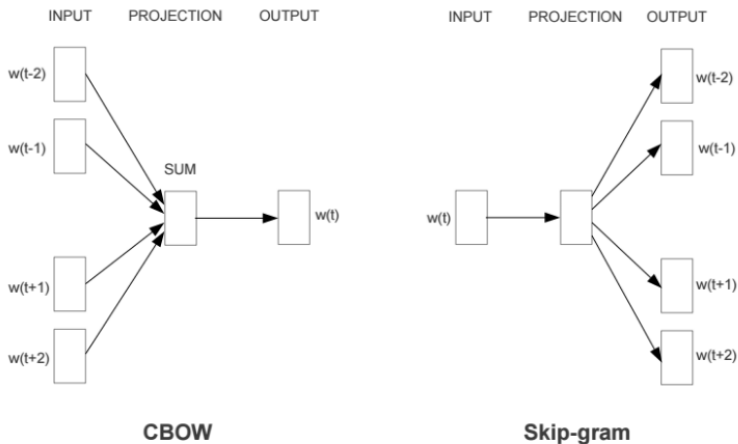 INPUT PROJECTION OUTPUT
w(t-2)
w(t-1)
SUM
w(t)
w(t+1)
w(t+2)
CBOW
INPUT PROJECTION OUTPUT
w(t-2)
w(t-1)
w(t)
w(t+1)
w(t+2)
Skip-gram